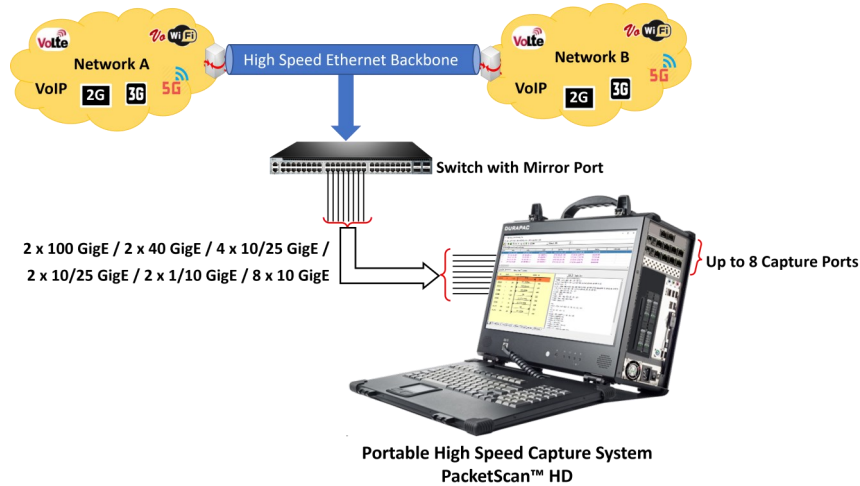 Volte
Vo WiFi
Network A
VoIP
2G
3G
5G
High Speed Ethernet Backbone
Volte
Vo WiFi
Network B
VoIP
2G
3G
5G
Switch with Mirror Port
2 x 100 GigE / 2 x 40 GigE / 4 x 10/25 GigE /
2 x 10/25 GigE / 2 x 1/10 GigE / 8 x 10 GigE
DURAPAC
Up to 8 Capture Ports
Portable High Speed Capture System
PacketScan™ HD